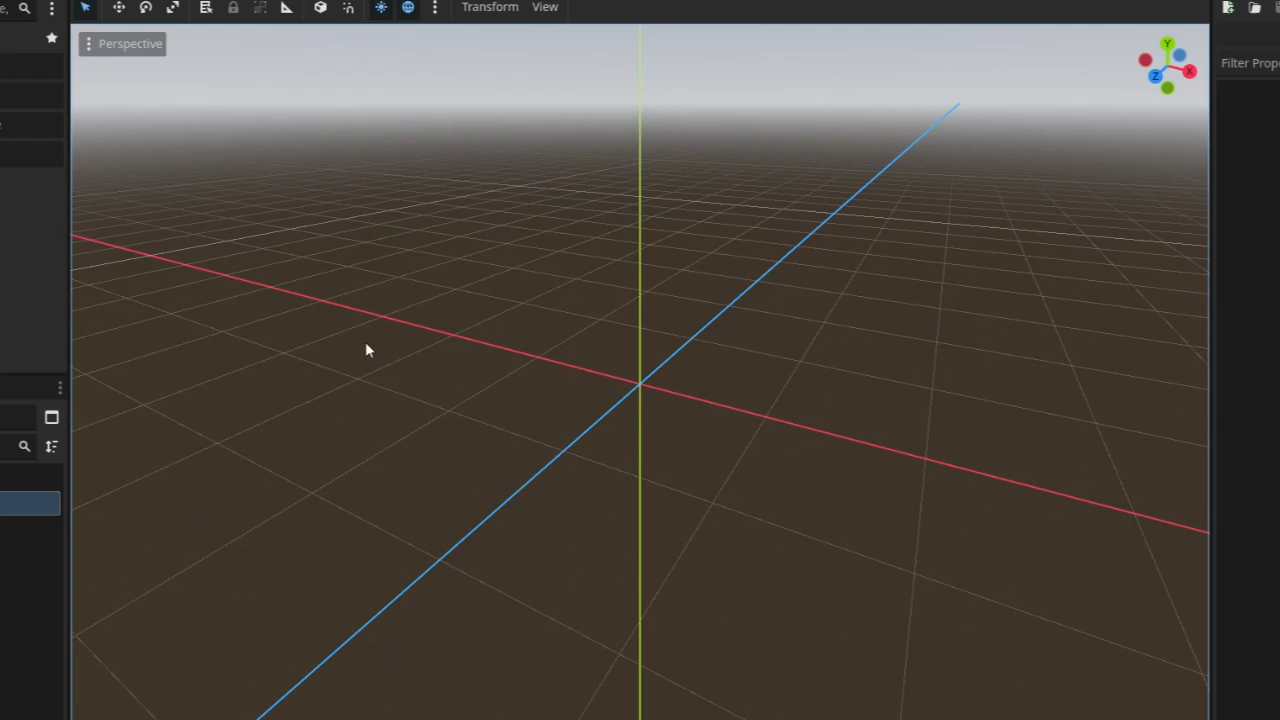 Transform View
Perspective
Y
X
Z
Filter Prope